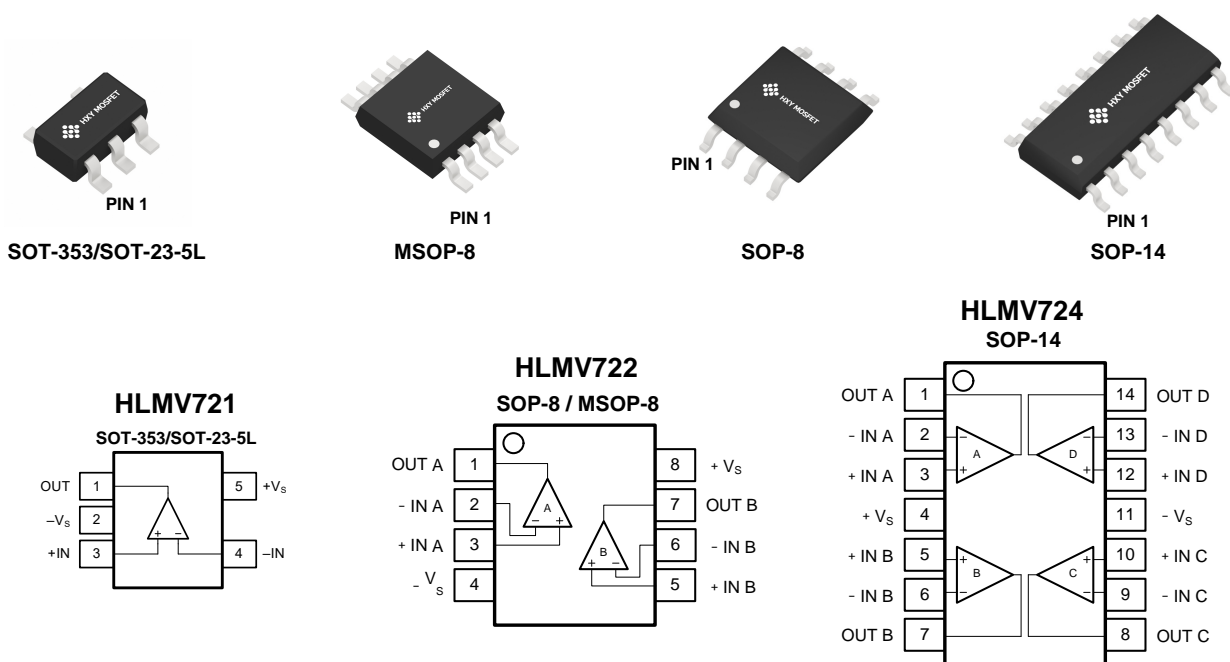 HXY MOSFET
HXY MOSFET
HXY MOSFET
HXY MOSFET
PIN 1
PIN 1
PIN 1
PIN 1
SOT-353/SOT-23-5L
MSOP-8
SOP-8
SOP-14
HLMV721
SOT-353/SOT-23-5L
OUT 1
5 +Vs
–Vs 2
+IN 3
+ −
4 –IN
HLMV722
SOP-8 / MSOP-8
OUT A 1
8 + Vs
- IN A 2
A
− +
7 OUT B
+ IN A 3
B
+ −
6 - IN B
- Vs 4
5 + IN B
HLMV724
SOP-14
OUT A 1
14 OUT D
- IN A 2
−
−
13 - IN D
A
D
+ IN A 3
+
+
12 + IN D
+ Vs 4
11 - Vs
+ IN B 5
+
+
10 + IN C
B
C
- IN B 6
−
−
9 - IN C
OUT B 7
8 OUT C